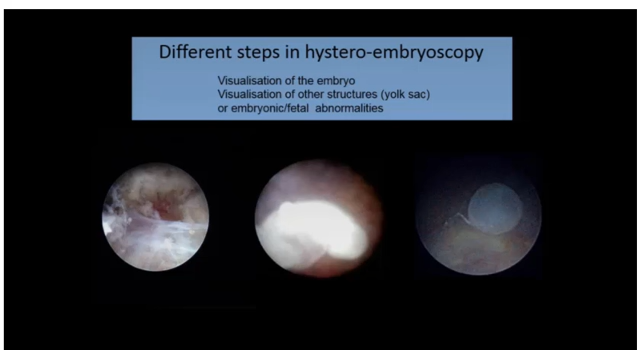 Different steps in hystero-embryoscopy
Visualisation of the embryo
Visualisation of other structures (yolk sac)
or embryonic/fetal abnormalities